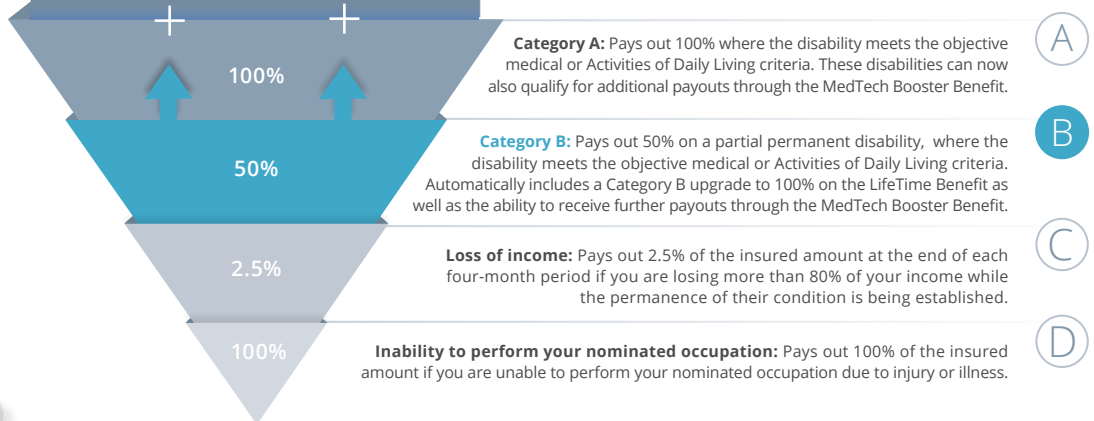 100%
Category A: Pays out 100% where the disability meets the objective
medical or Activities of Daily Living criteria. These disabilities can now
also qualify for additional payouts through the MedTech Booster Benefit.
A
50%
Category B: Pays out 50% on a partial permanent disability, where the
disability meets the objective medical or Activities of Daily Living criteria.
Automatically includes a Category B upgrade to 100% on the LifeTime Benefit as
well as the ability to receive further payouts through the MedTech Booster Benefit.
B
2.5%
Loss of income: Pays out 2.5% of the insured amount at the end of each
four-month period if you are losing more than 80% of your income while
the permanence of their condition is being established.
C
100%
Inability to perform your nominated occupation: Pays out 100% of the insured
amount if you are unable to perform your nominated occupation due to injury or illness.
D